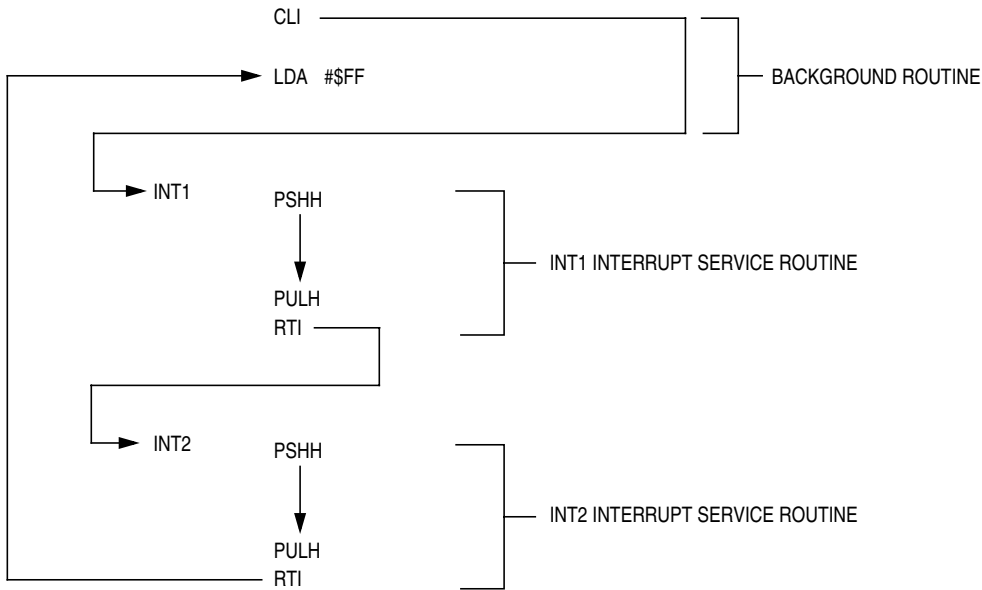 CLI
LDA #$FF
BACKGROUND ROUTINE
INT1
PSHH
INT1 INTERRUPT SERVICE ROUTINE
PULH
RTI
INT2
PSHH
INT2 INTERRUPT SERVICE ROUTINE
PULH
RTI